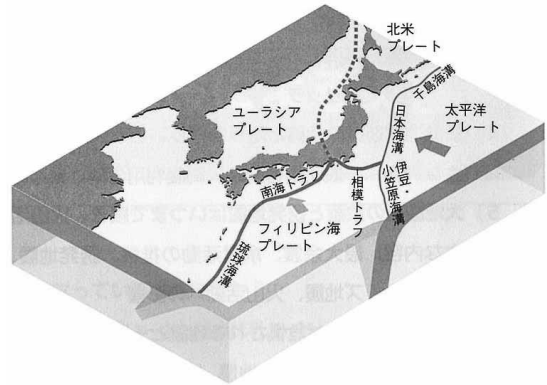 北米
プレート
千島海溝
ユーラシア
プレート
日本海溝
太平洋
プレート
伊豆・
小笠原海溝
南海トラフ
相模トラフ
フィリピン海
プレート
琉球海溝